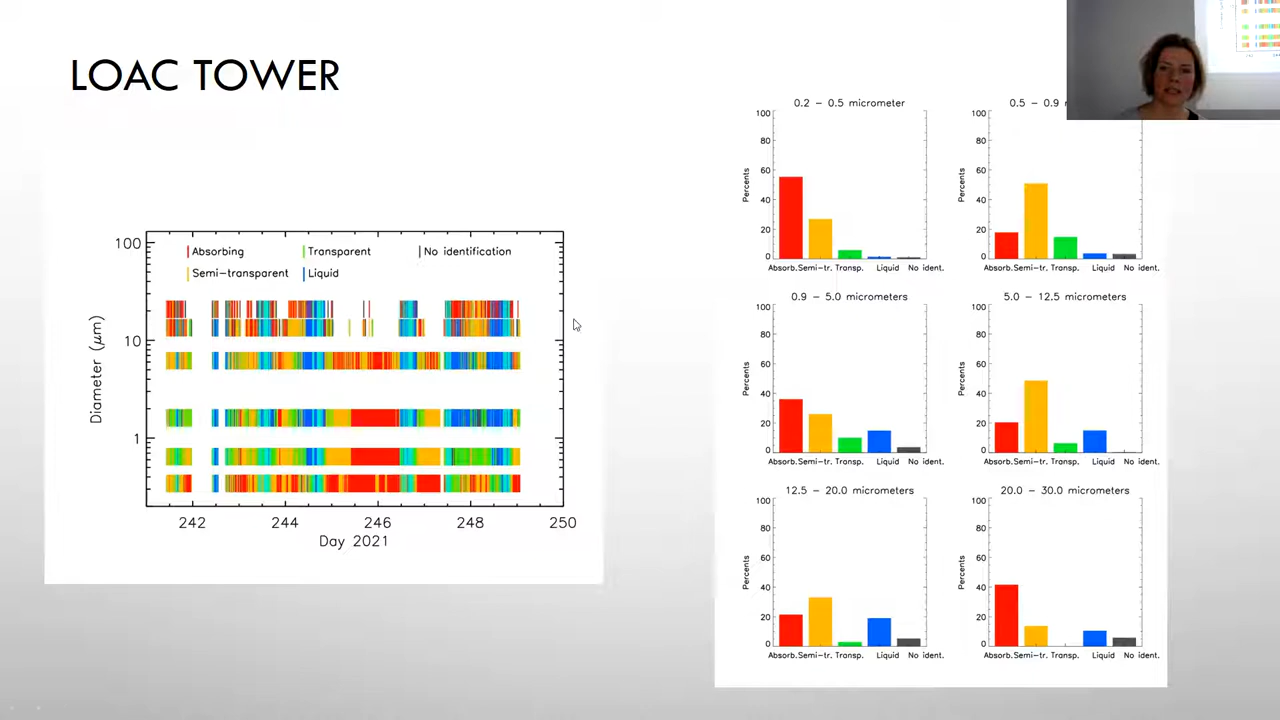 LOAC TOWER
Absorbing Transparent No identification
Semi-transparent Liquid
Diameter (μm)
100
10
1
242 244 246 248 250
Day 2021
0.2 – 0.5 micrometer
Percents
100
80
60
40
20
0
Absorb. Semi-tr. Transp. Liquid No ident.
0.5 – 0.9
Percents
100
80
60
40
20
0
Absorb. Semi-tr. Transp. Liquid No ident.
0.9 – 5.0 micrometers
Percents
100
80
60
40
20
0
Absorb. Semi-tr. Transp. Liquid No ident.
5.0 – 12.5 micrometers
Percents
100
80
60
40
20
0
Absorb. Semi-tr. Transp. Liquid No ident.
12.5 – 20.0 micrometers
Percents
100
80
60
40
20
0
Absorb. Semi-tr. Transp. Liquid No ident.
20.0 – 30.0 micrometers
Percents
100
80
60
40
20
0
Absorb. Semi-tr. Transp. Liquid No ident.